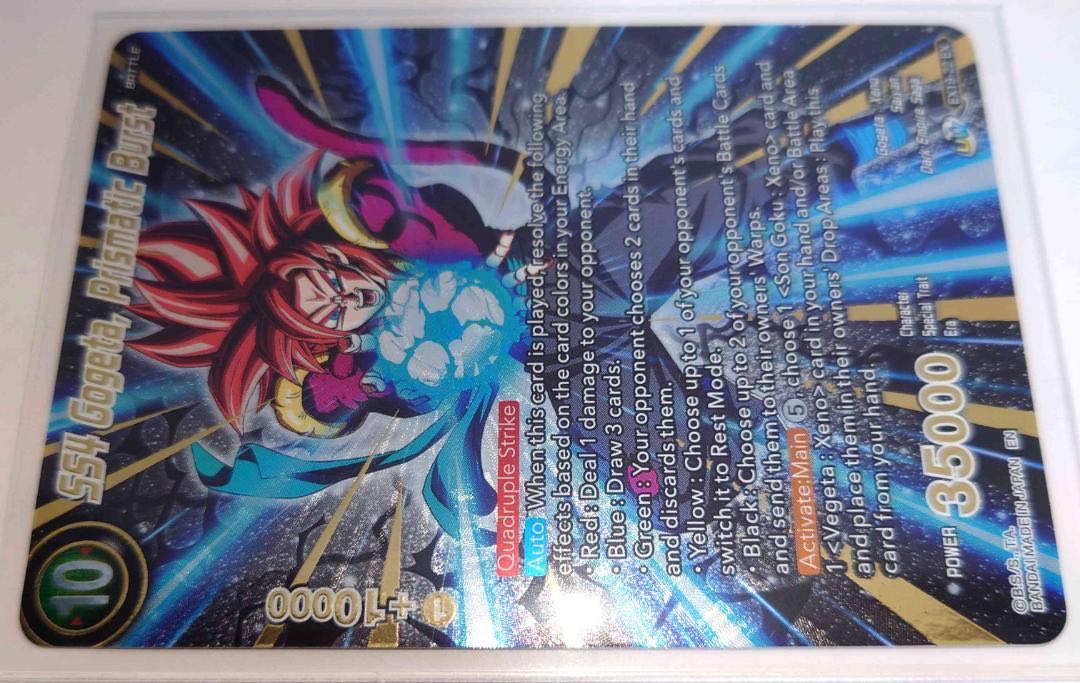 10
SS4 Gogeta, Prismatic Burst
BATTLE
1
+10000
Quadruple Strike
Auto When this card is played, resolve the following
effects based on the card colors in your Energy Area.
• Red : Deal 1 damage to your opponent.
• Blue : Draw 3 cards.
• Green : Your opponent chooses 2 cards in their hand
and discards them.
• Yellow : Choose up to 1 of your opponent's cards and
switch it to Rest Mode.
• Black : Choose up to 2 of your opponent's Battle Cards
and send them to their owners' Warps.
Activate:Main 5 choose 1 <Son Goku : Xeno> card and
1 <Vegeta : Xeno> card in your hand and/or Battle Area
and place them in their owners' Drop Areas : Play this
card from your hand.
POWER 35000
Character Gogeta : Xeno
Special Trait Saiyan
Era Dark Empire Saga
UW
EN
©B.S./S.,T.A.
BANDAI MADE IN JAPAN EN